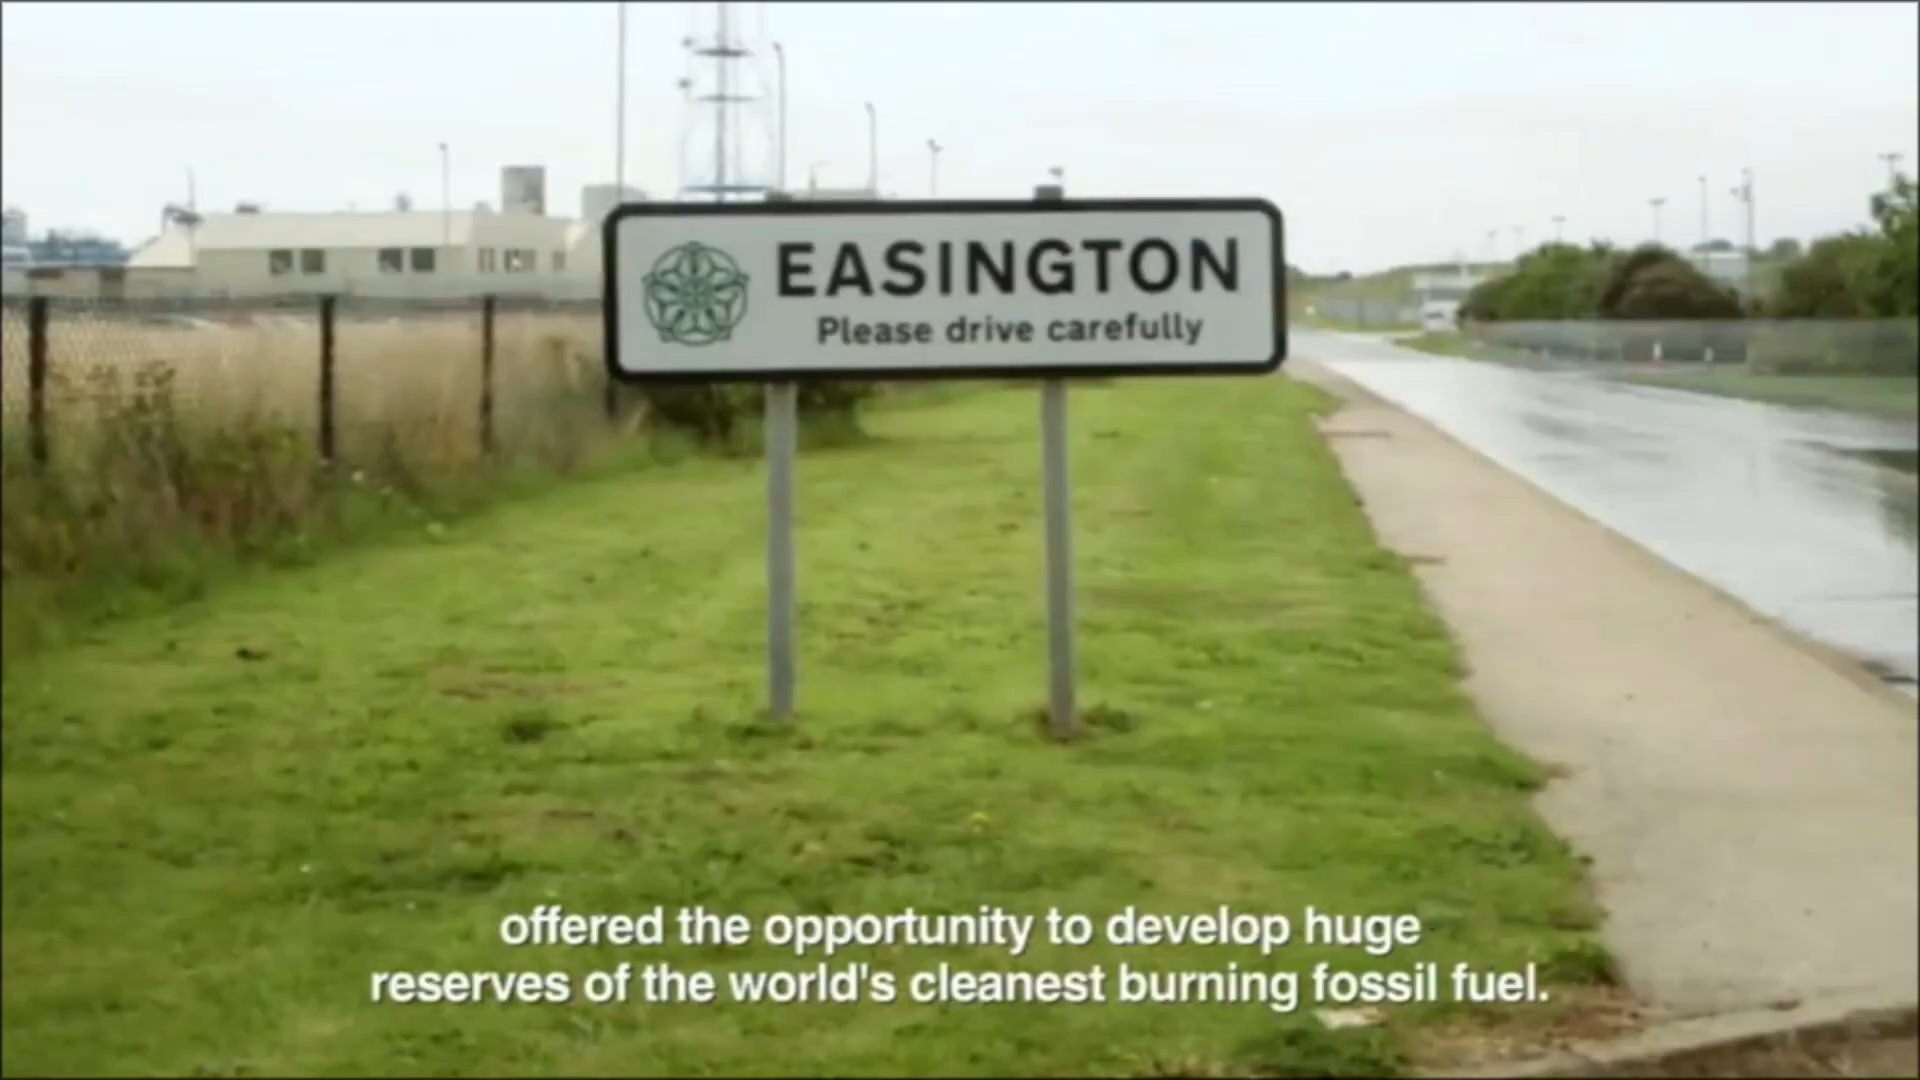 EASINGTON
Please drive carefully
offered the opportunity to develop huge
reserves of the world's cleanest burning fossil fuel.